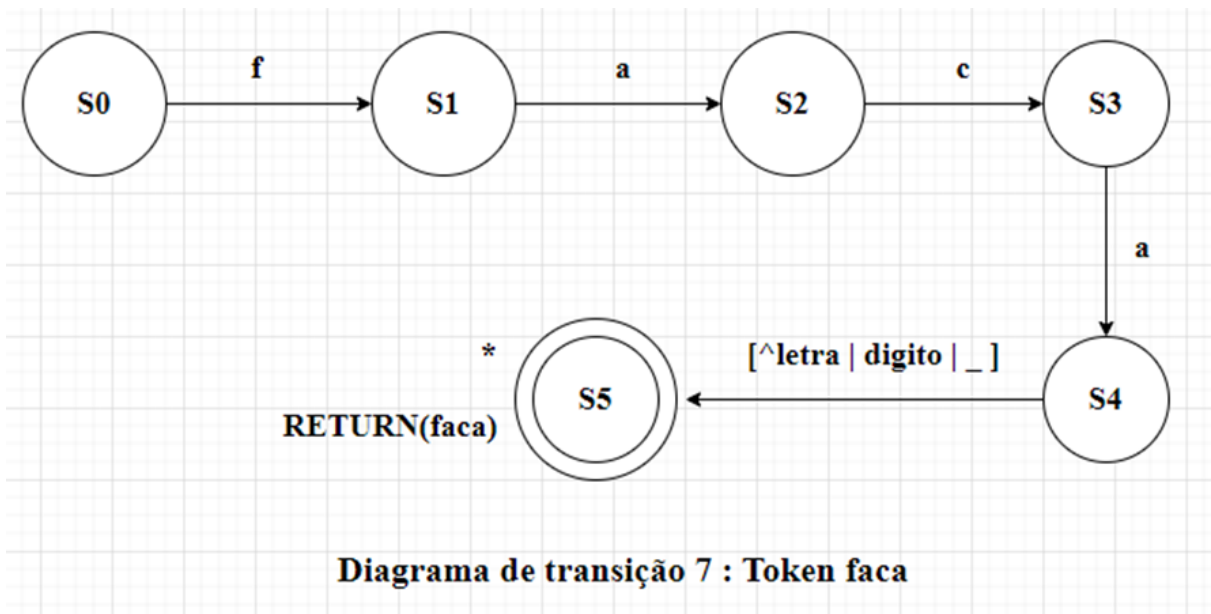 f
a
c
S0
S1
S2
S3
a
*
[^letra | digito | _ ]
S5
S4
RETURN(faca)
Diagrama de transição 7 : Token faca